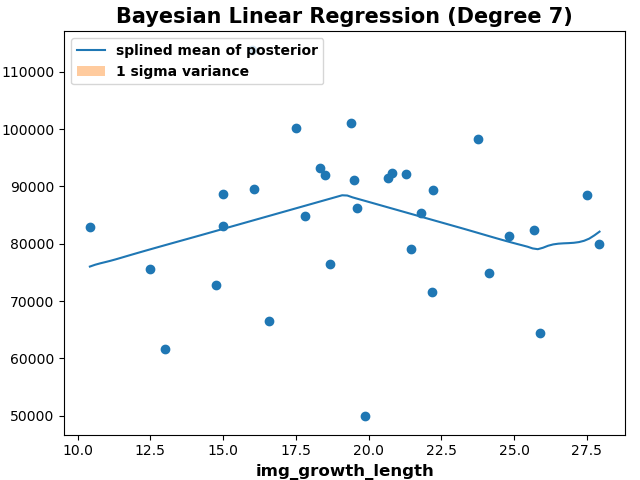 Bayesian Linear Regression (Degree 7)
splined mean of posterior
1 sigma variance
110000
100000
90000
80000
70000
60000
50000
10.0 12.5 15.0 17.5 20.0 22.5 25.0 27.5
img_growth_length